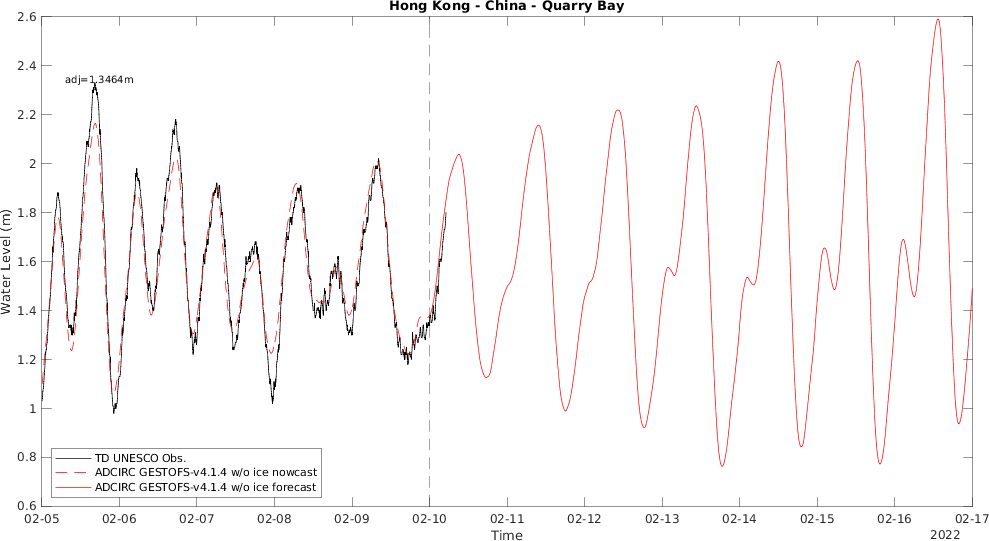 Hong Kong - China - Quarry Bay
2.6
2.4
2.2
2
1.8
1.6
1.4
1.2
1
0.8
0.6
Water Level (m)
adj=1.3464m
TD UNESCO Obs.
ADCIRC GESTOFS-v4.1.4 w/o ice nowcast
ADCIRC GESTOFS-v4.1.4 w/o ice forecast
02-05 02-06 02-07 02-08 02-09 02-10 02-11 02-12 02-13 02-14 02-15 02-16 02-17
Time
2022